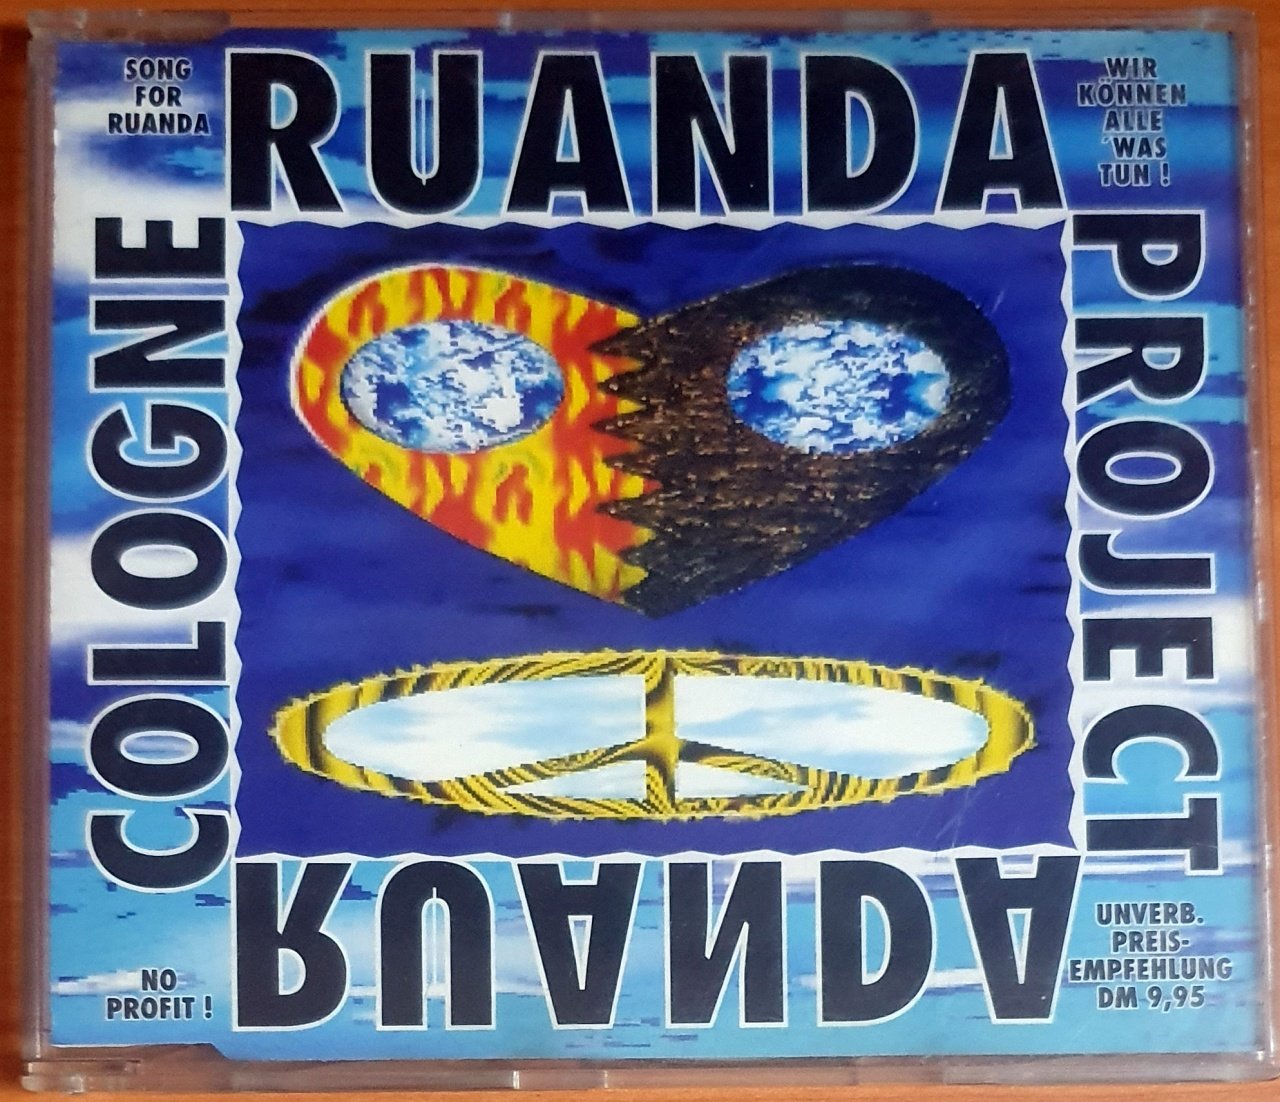 SONG
FOR
RUANDA
RUANDA
WIR
KÖNNEN
ALLE
'WAS
TUN !
COLOGNE
PROJECT
RUANDA
NO
PROFIT !
UNVERB.
PREIS-
EMPFEHLUNG
DM 9,95